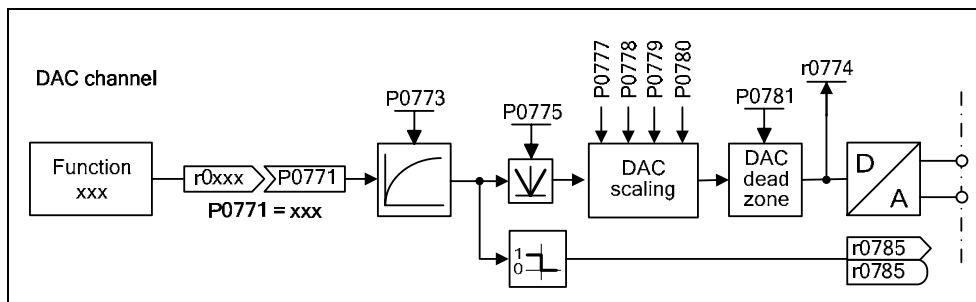 DAC channel
Function
xxx
r0xxx
P0771
P0771 = xxx
P0773
P0775
P0777
P0778
P0779
P0780
DAC
scaling
P0781
DAC
dead
zone
r0774
D
A
1
0
r0785
r0785